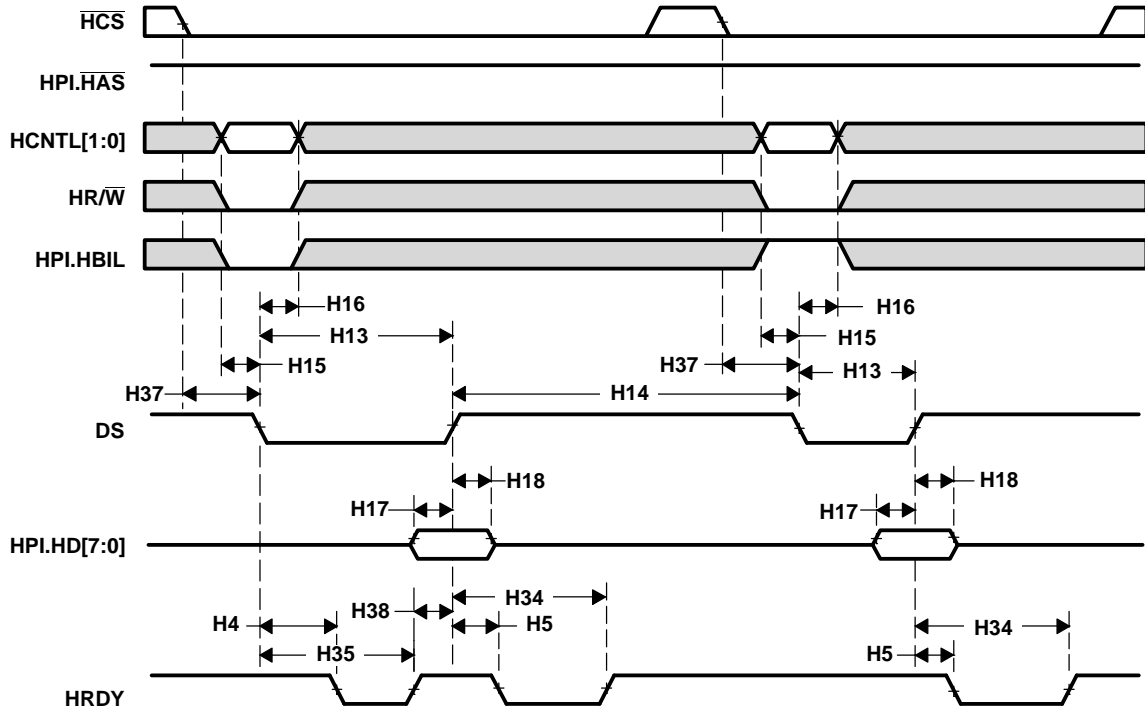 HCS
HPI.HAS
HCNTL[1:0]
HR/W
HPI.HBIL
H16 H16
H13 H15
H15 H37 H13
H37 H14
DS
H18 H18
H17 H17
HPI.HD[7:0]
H38 H34
H4 H5 H34
H35 H5
HRDY